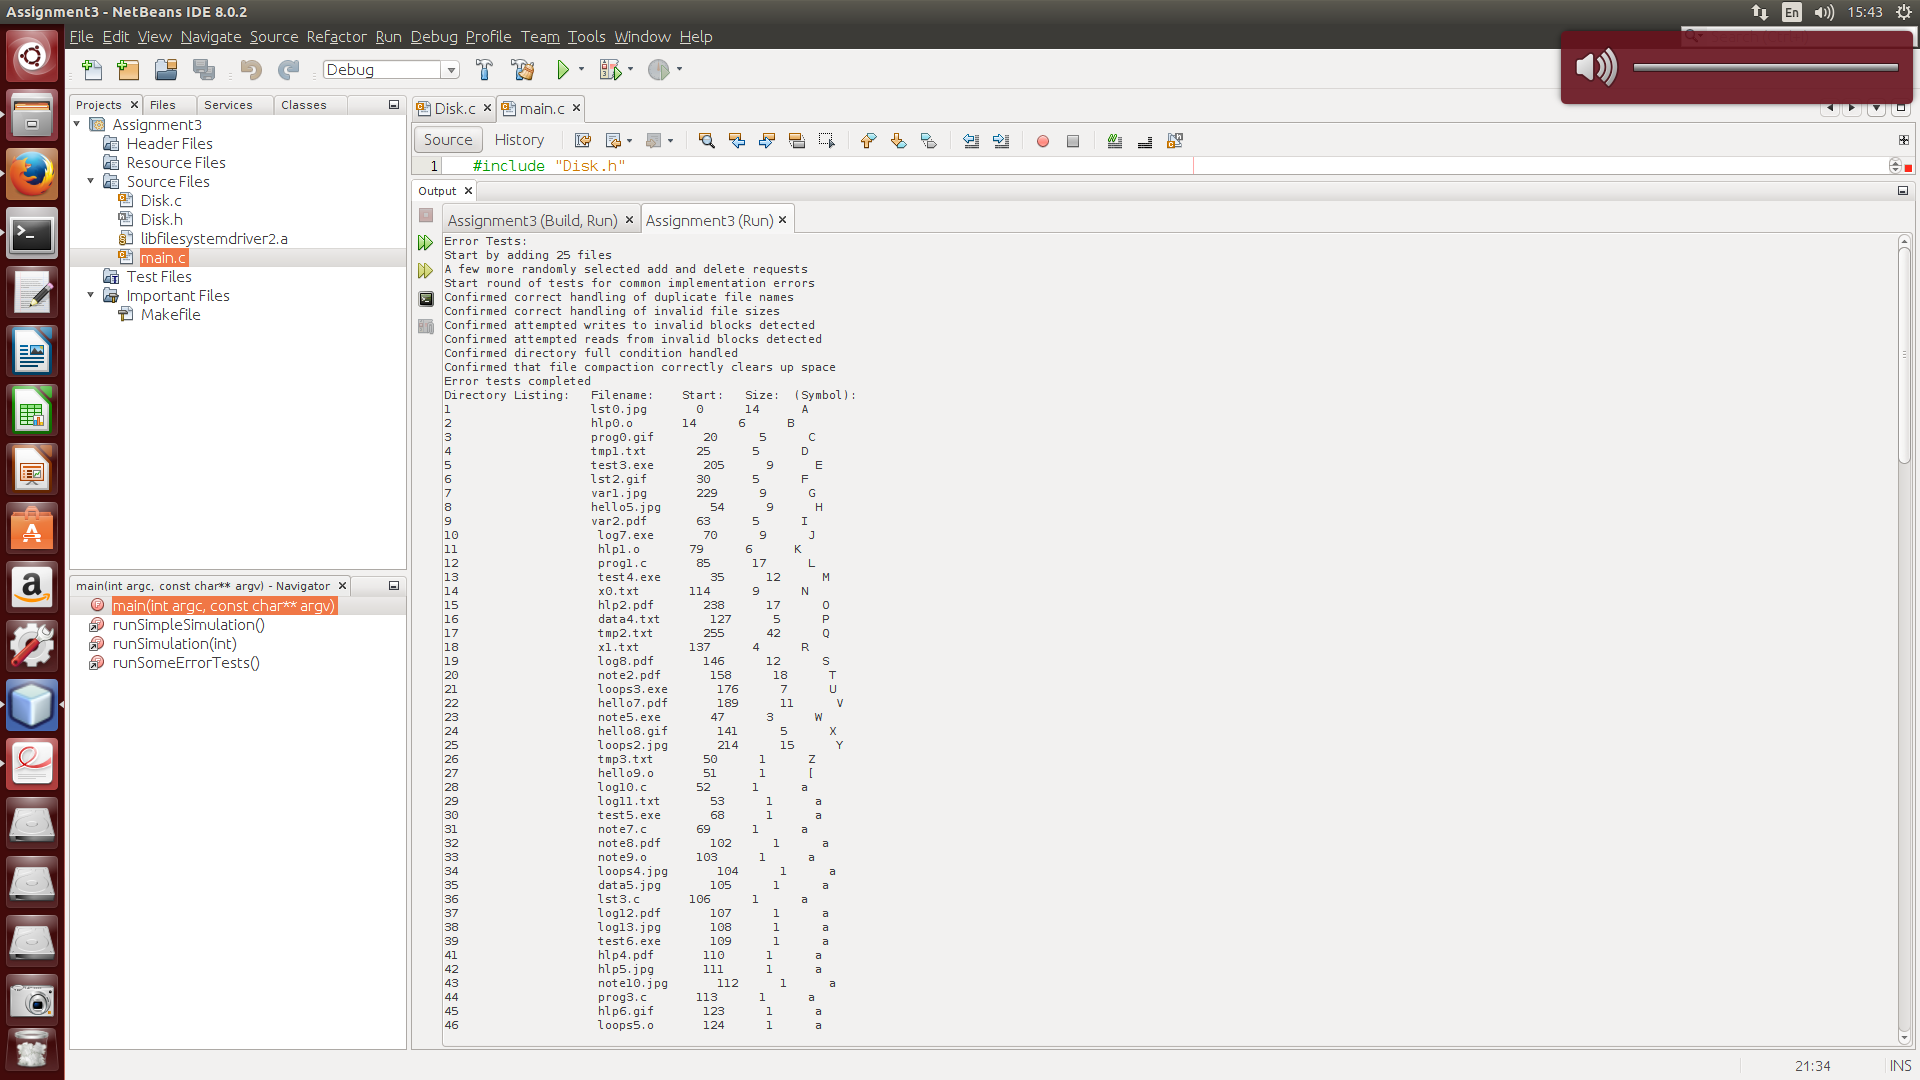 Assignment3 - NetBeans IDE 8.0.2
En 15:43
File Edit View Navigate Source Refactor Run Debug Profile Team Tools Window Help
Debug
Projects Files Services Classes
Assignment3
Header Files
Resource Files
Source Files
Disk.c
Disk.h
libfilesystemdriver2.a
main.c
Test Files
Important Files
Makefile
main(int argc, const char** argv) - Navigator
main(int argc, const char** argv)
runSimpleSimulation()
runSimulation(int)
runSomeErrorTests()
Disk.c main.c
Source History
1 #include "Disk.h"
Output
Assignment3 (Build, Run) Assignment3 (Run)
Error Tests:
Start by adding 25 files
A few more randomly selected add and delete requests
Start round of tests for common implementation errors
Confirmed correct handling of duplicate file names
Confirmed correct handling of invalid file sizes
Confirmed attempted writes to invalid blocks detected
Confirmed attempted reads from invalid blocks detected
Confirmed directory full condition handled
Confirmed that file compaction correctly clears up space
Error tests completed
Directory Listing: Filename: Start: Size: (Symbol):
1 lst0.jpg 0 14 A
2 hlp0.o 14 6 B
3 prog0.gif 20 5 C
4 tmp1.txt 25 5 D
5 test3.exe 205 9 E
6 lst2.gif 30 5 F
7 var1.jpg 229 9 G
8 hello5.jpg 54 9 H
9 var2.pdf 63 5 I
10 log7.exe 70 9 J
11 hlp1.o 79 6 K
12 prog1.c 85 17 L
13 test4.exe 35 12 M
14 x0.txt 114 9 N
15 hlp2.pdf 238 17 O
16 data4.txt 127 5 P
17 tmp2.txt 255 42 Q
18 x1.txt 137 4 R
19 log8.pdf 146 12 S
20 note2.pdf 158 18 T
21 loops3.exe 176 7 U
22 hello7.pdf 189 11 V
23 note5.exe 47 3 W
24 hello8.gif 141 5 X
25 loops2.jpg 214 15 Y
26 tmp3.txt 50 1 Z
27 hello9.o 51 1 [
28 log10.c 52 1 a
29 log11.txt 53 1 a
30 test5.exe 68 1 a
31 note7.c 69 1 a
32 note8.pdf 102 1 a
33 note9.o 103 1 a
34 loops4.jpg 104 1 a
35 data5.jpg 105 1 a
36 lst3.c 106 1 a
37 log12.pdf 107 1 a
38 log13.jpg 108 1 a
39 test6.exe 109 1 a
41 hlp4.pdf 110 1 a
42 hlp5.jpg 111 1 a
43 note10.jpg 112 1 a
44 prog3.c 113 1 a
45 hlp6.gif 123 1 a
46 loops5.o 124 1 a
21:34 INS